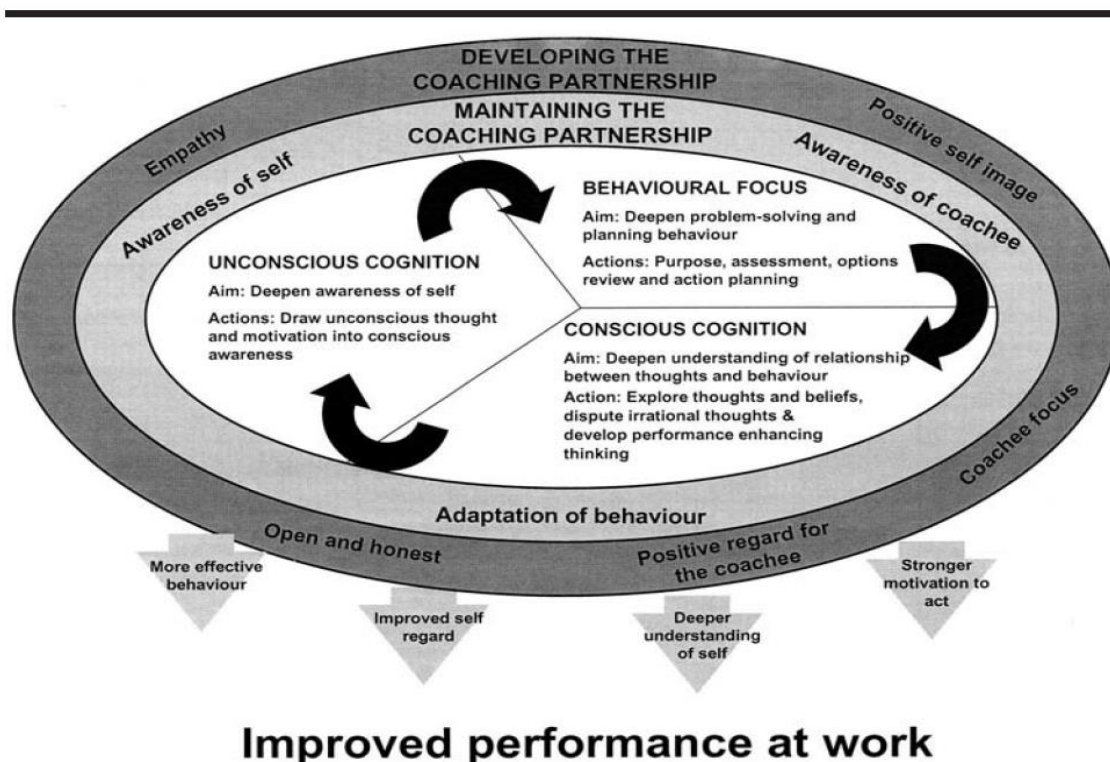 DEVELOPING THE
COACHING PARTNERSHIP
MAINTAINING THE
COACHING PARTNERSHIP
Empathy
Positive self image
Awareness of self
Awareness of coachee
BEHAVIOURAL FOCUS
Aim: Deepen problem-solving and
planning behaviour
Actions: Purpose, assessment, options
review and action planning
UNCONSCIOUS COGNITION
Aim: Deepen awareness of self
Actions: Draw unconscious thought
and motivation into conscious
awareness
CONSCIOUS COGNITION
Aim: Deepen understanding of relationship
between thoughts and behaviour
Action: Explore thoughts and beliefs,
dispute irrational thoughts &
develop performance enhancing
thinking
Coachee focus
Adaptation of behaviour
Open and honest
Positive regard for
the coachee
More effective
behaviour
Improved self
regard
Deeper
understanding
of self
Stronger
motivation to
act
Improved performance at work